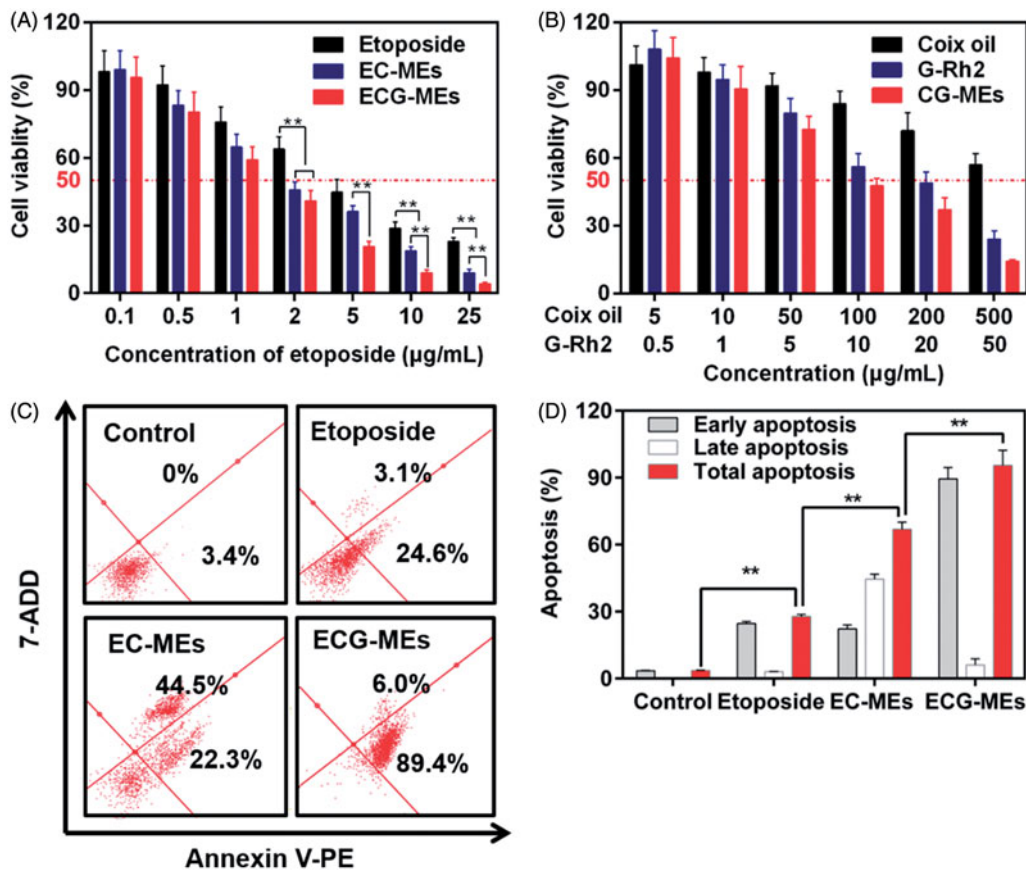 (A)
Cell viablity (%)
120
90
60
50
30
0
Etoposide
EC-MEs
ECG-MEs
**
**
**
**
**
**
0.1 0.5 1 2 5 10 25
Concentration of etoposide (μg/mL)
(B)
Cell viablity (%)
120
90
60
50
30
0
Coix oil
G-Rh2
CG-MEs
Coix oil 5 10 50 100 200 500
G-Rh2 0.5 1 5 10 20 50
Concentration (μg/mL)
(C)
7-ADD
Control
0%
3.4%
Etoposide
3.1%
24.6%
EC-MEs
44.5%
22.3%
ECG-MEs
6.0%
89.4%
Annexin V-PE
(D)
Apoptosis (%)
120
90
60
30
0
Early apoptosis
Late apoptosis
Total apoptosis
**
**
**
Control Etoposide EC-MEs ECG-MEs